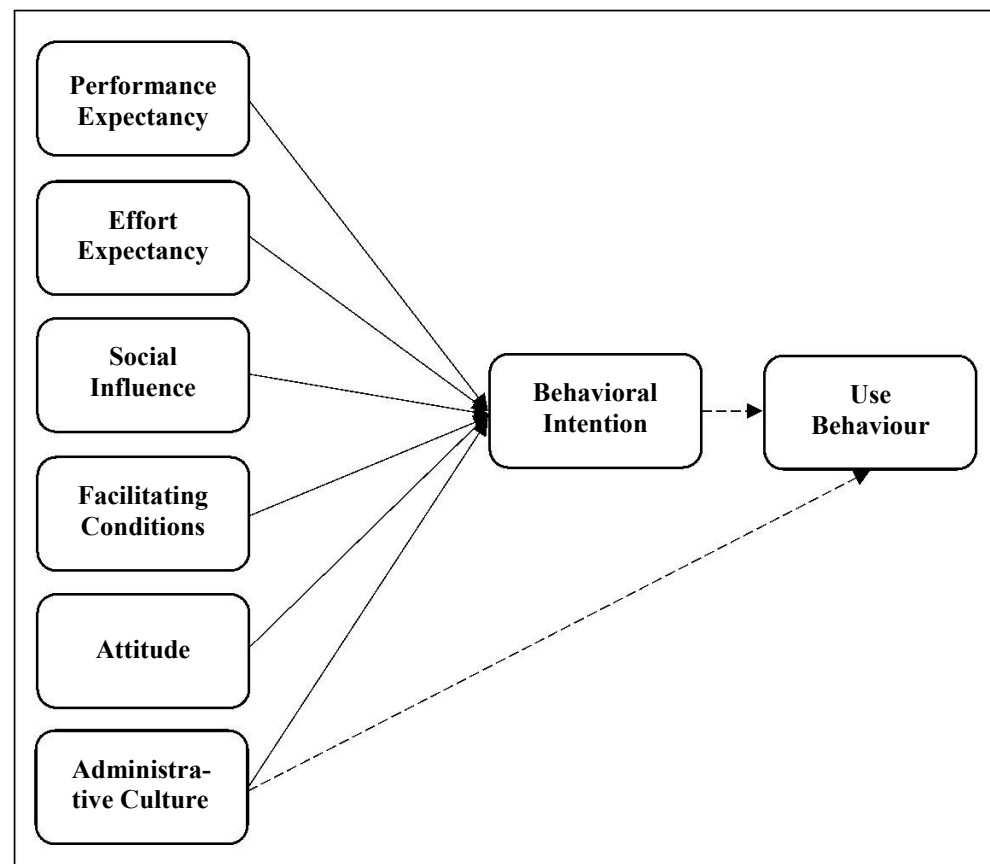 Performance
Expectancy
Effort
Expectancy
Social
Influence
Facilitating
Conditions
Attitude
Administra-
tive Culture
Behavioral
Intention
Use
Behaviour